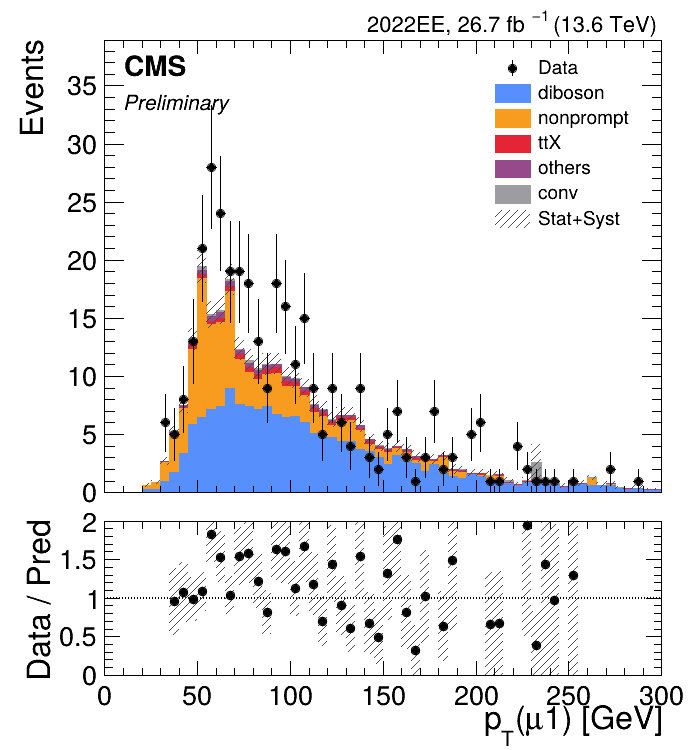 2022EE, 26.7 fb⁻¹ (13.6 TeV)
CMS
Preliminary
Events
35
30
25
20
15
10
5
0
Data
diboson
nonprompt
ttX
others
conv
Stat+Syst
Data / Pred
2
1.5
1
0.5
0
0 50 100 150 200 250 300
p_T(μ1) [GeV]